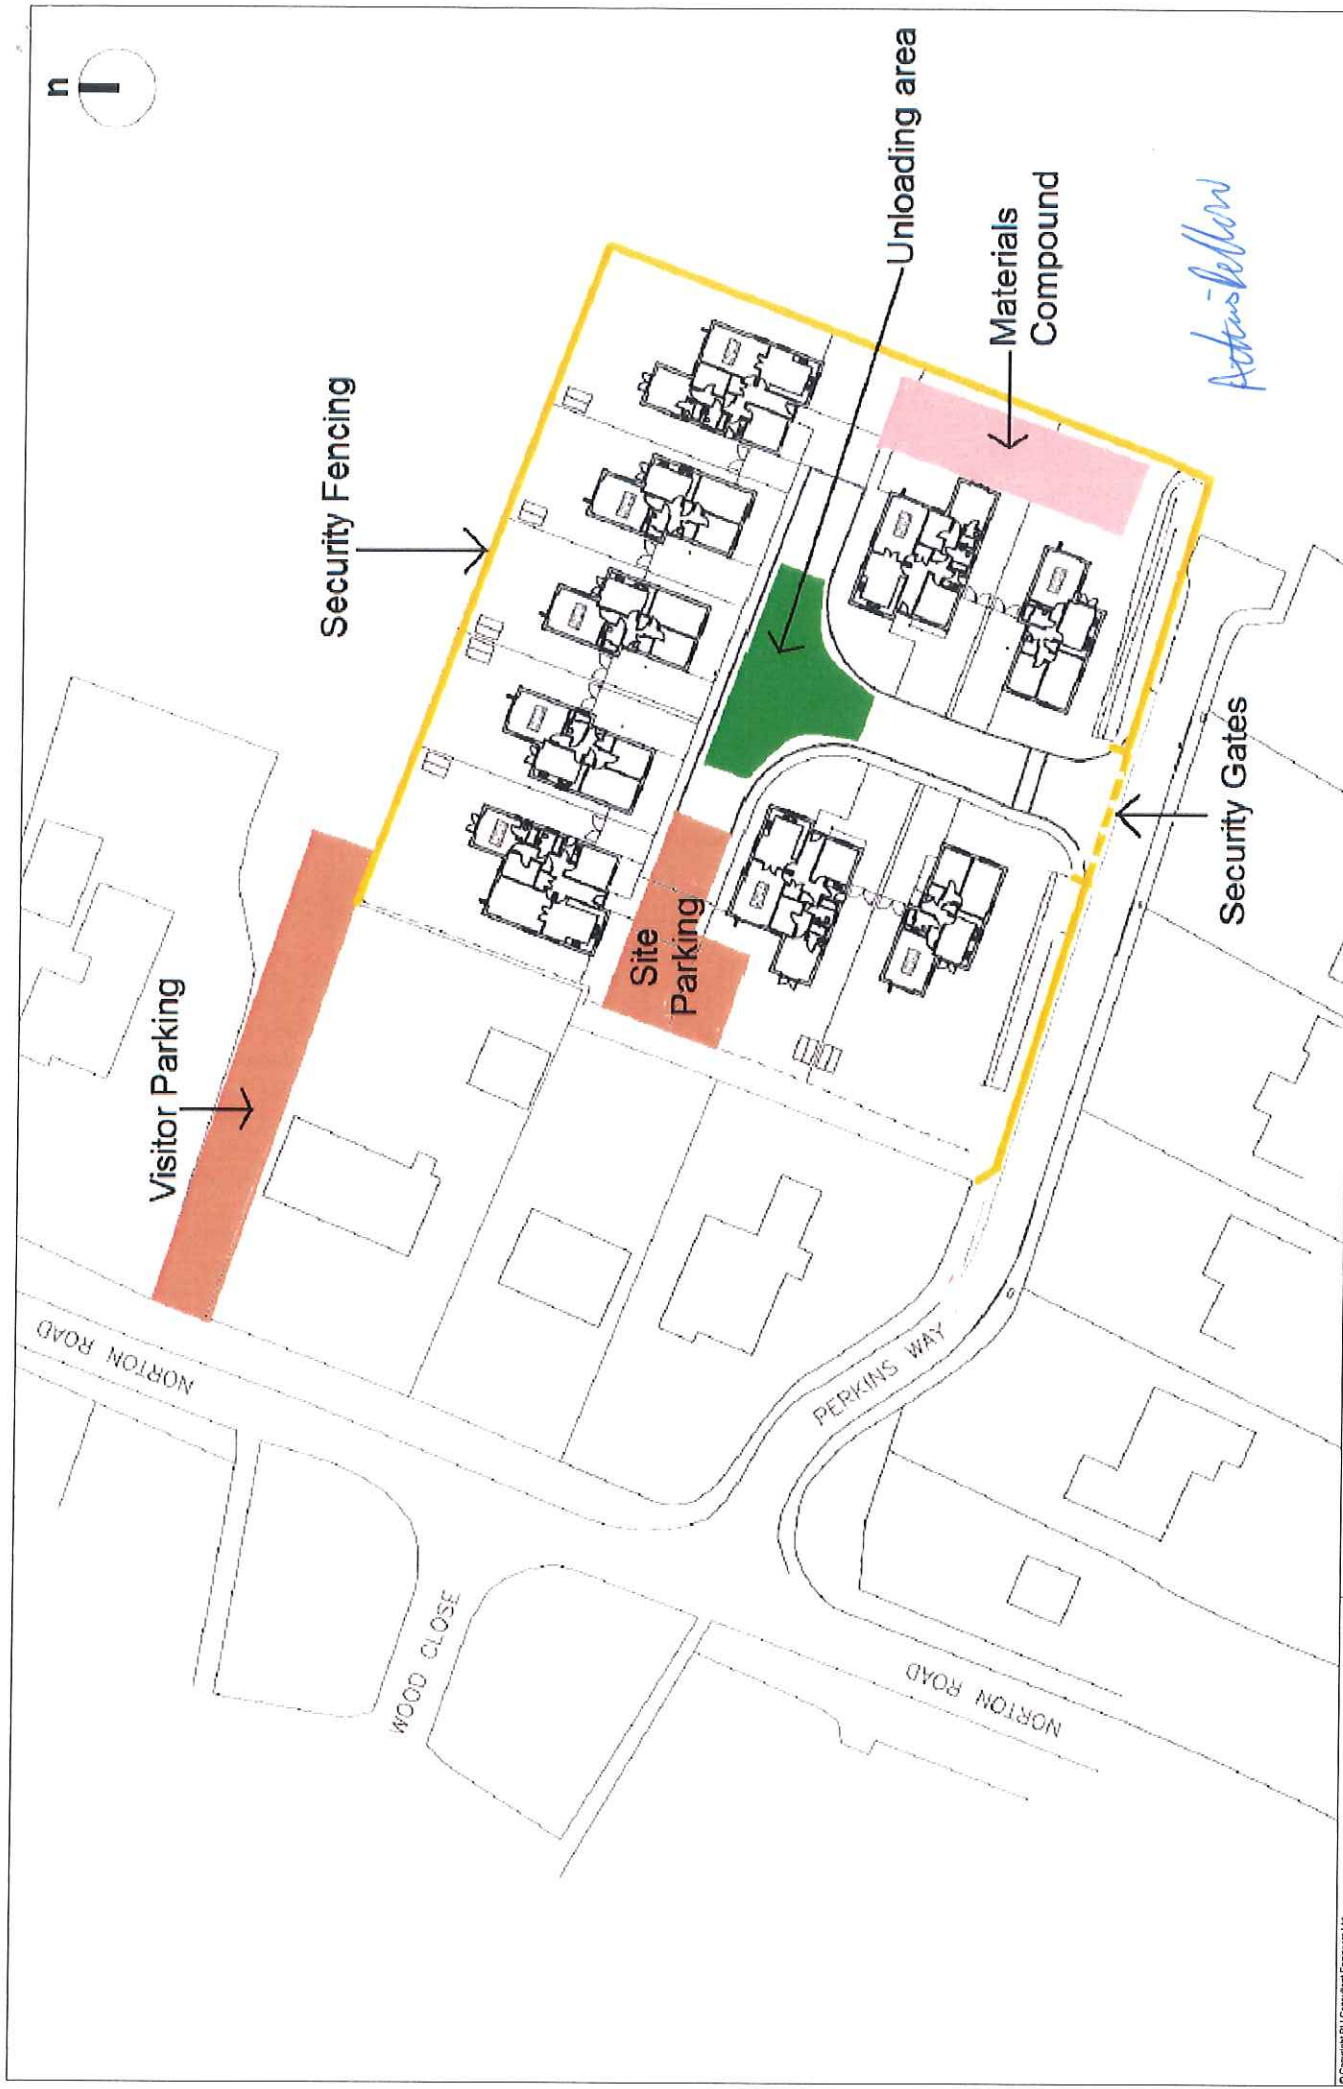 n
Visitor Parking
Security Fencing
Unloading area
Materials
Compound
Site
Parking
Security Gates
NORTON ROAD
WOOD CLOSE
PERKINS WAY
NORTON ROAD